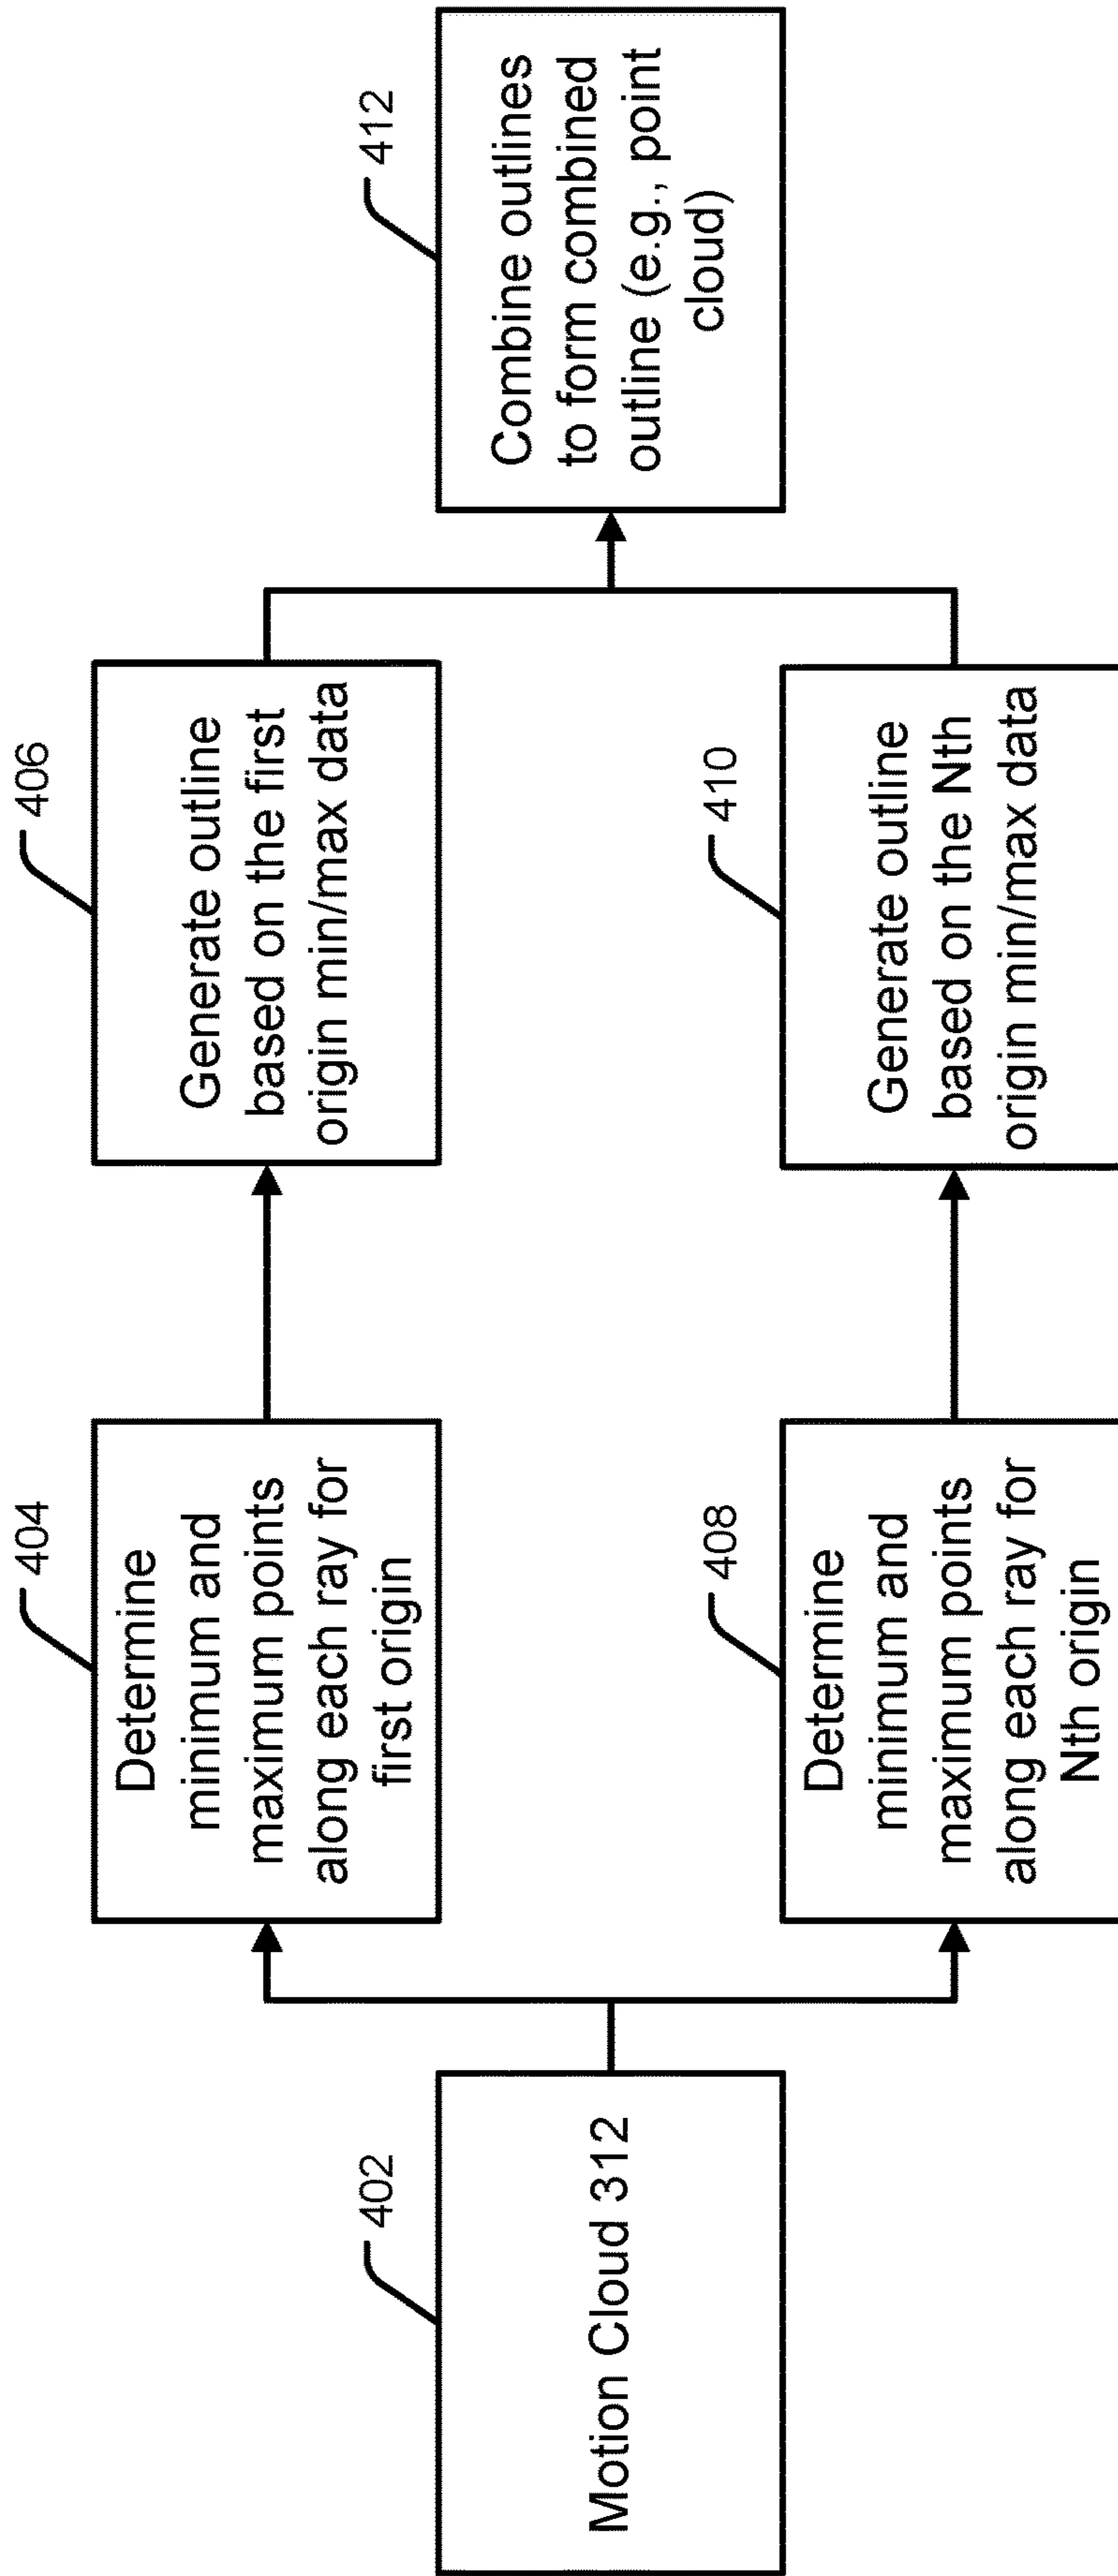 402
Motion Cloud 312
404
Determine
minimum and
maximum points
along each ray for
first origin
406
Generate outline
based on the first
origin min/max data
408
Determine
minimum and
maximum points
along each ray for
Nth origin
410
Generate outline
based on the Nth
origin min/max data
412
Combine outlines
to form combined
outline (e.g., point
cloud)